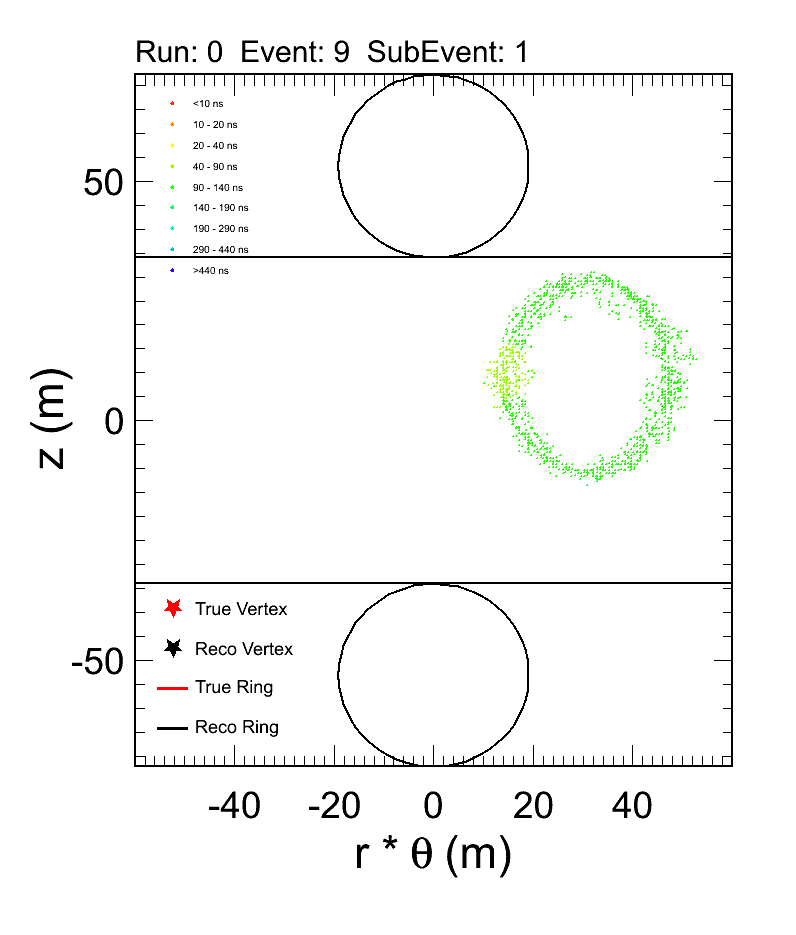 Run: 0  Event: 9  SubEvent: 1
<10 ns
10 - 20 ns
20 - 40 ns
40 - 90 ns
90 - 140 ns
140 - 190 ns
190 - 290 ns
290 - 440 ns
>440 ns
50
0
-50
z (m)
True Vertex
Reco Vertex
True Ring
Reco Ring
-40 -20 0 20 40
r * θ (m)